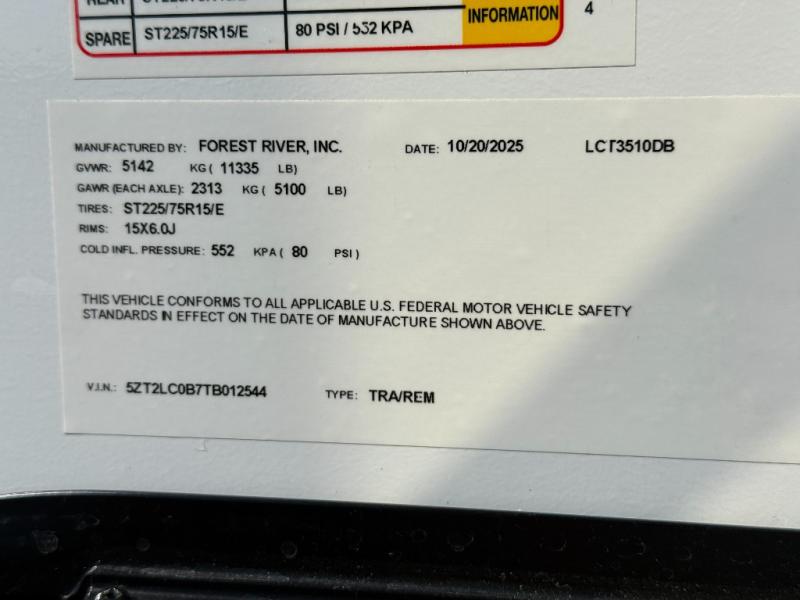 SPARE ST225/75R15/E 80 PSI / 552 KPA INFORMATION 4
MANUFACTURED BY: FOREST RIVER, INC. DATE: 10/20/2025 LCT3510DB
GVWR: 5142 KG ( 11335 LB)
GAWR (EACH AXLE): 2313 KG ( 5100 LB)
TIRES: ST225/75R15/E
RIMS: 15X6.0J
COLD INFL. PRESSURE: 552 KPA ( 80 PSI )
THIS VEHICLE CONFORMS TO ALL APPLICABLE U.S. FEDERAL MOTOR VEHICLE SAFETY
STANDARDS IN EFFECT ON THE DATE OF MANUFACTURE SHOWN ABOVE.
V.I.N.: 5ZT2LC0B7TB012544 TYPE: TRA/REM